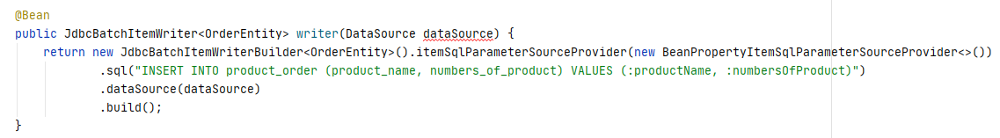 @Bean
public JdbcBatchItemWriter<OrderEntity> writer(DataSource dataSource) {
    return new JdbcBatchItemWriterBuilder<OrderEntity>().itemSqlParameterSourceProvider(new BeanPropertyItemSqlParameterSourceProvider<>())
            .sql("INSERT INTO product_order (product_name, numbers_of_product) VALUES (:productName, :numbersOfProduct)")
            .dataSource(dataSource)
            .build();
}